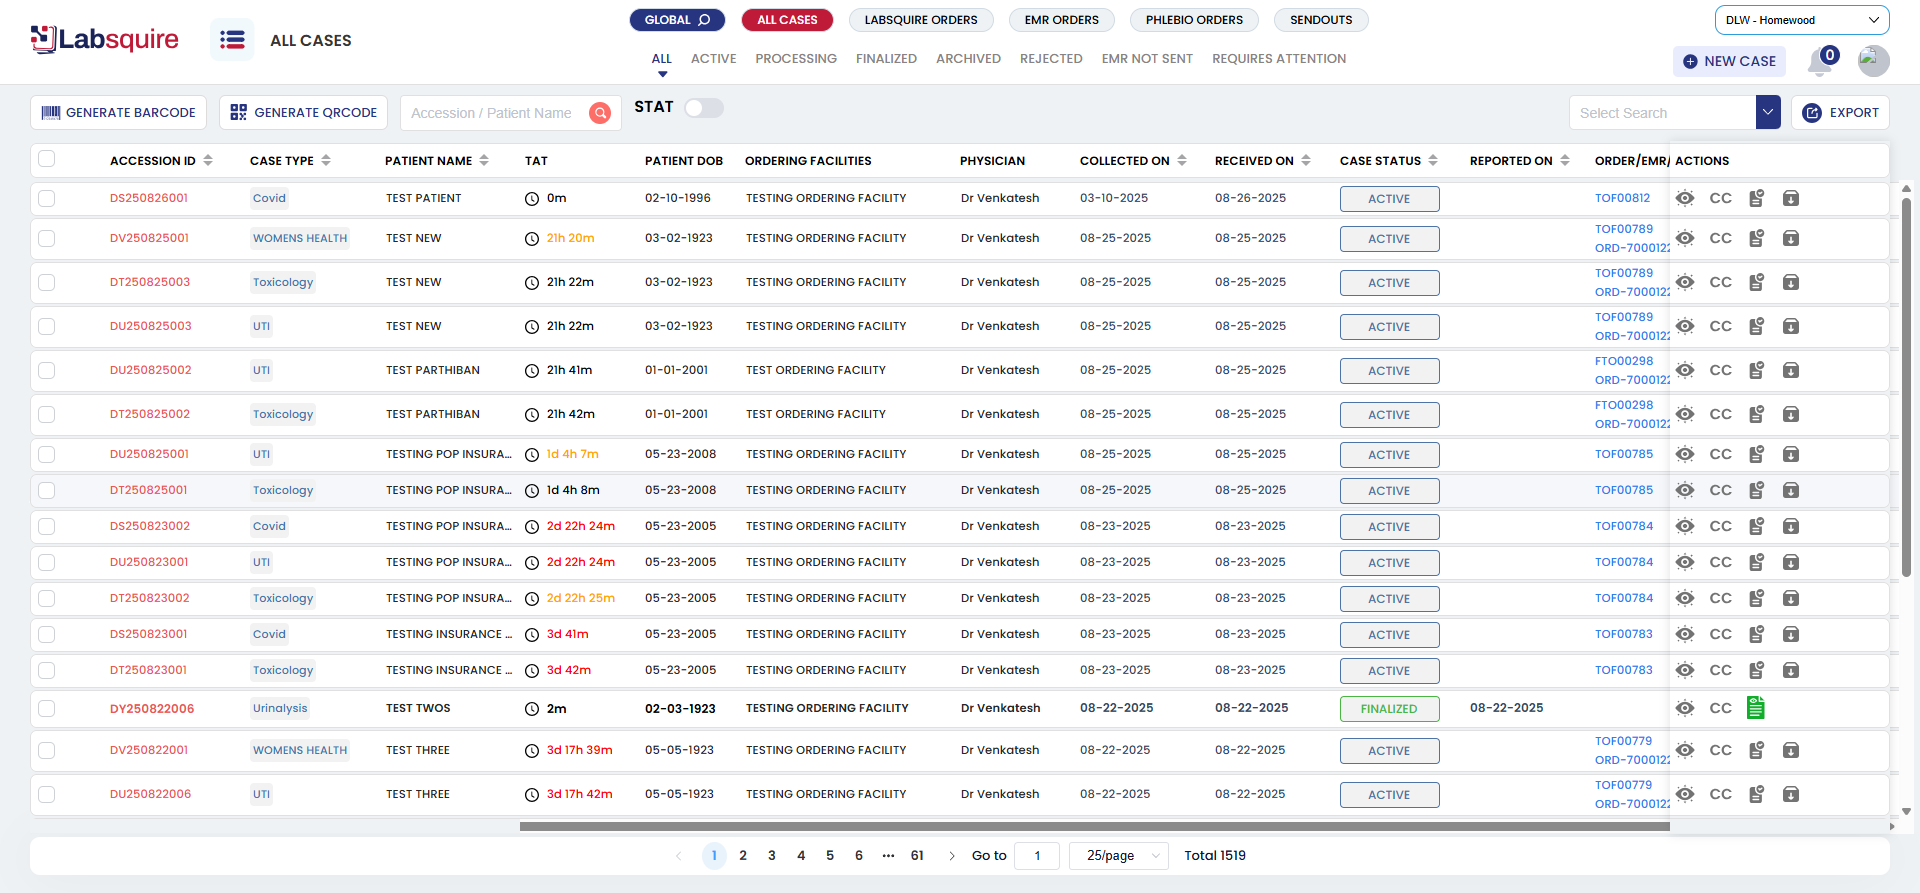 Labsquire
ALL CASES
GLOBAL
ALL CASES
LABSQUIRE ORDERS
EMR ORDERS
PHLEBIO ORDERS
SENDOUTS
DLW - Homewood
ALL ACTIVE PROCESSING FINALIZED ARCHIVED REJECTED EMR NOT SENT REQUIRES ATTENTION
NEW CASE
0
GENERATE BARCODE
GENERATE QRCODE
Accession / Patient Name
STAT
Select Search
EXPORT
ACCESSION ID CASE TYPE PATIENT NAME TAT PATIENT DOB ORDERING FACILITIES PHYSICIAN COLLECTED ON RECEIVED ON CASE STATUS REPORTED ON ORDER/EMR/ ACTIONS
DS250826001 Covid TEST PATIENT 0m 02-10-1996 TESTING ORDERING FACILITY Dr Venkatesh 03-10-2025 08-26-2025 ACTIVE TOF00812 CC
DV250825001 WOMENS HEALTH TEST NEW 21h 20m 03-02-1923 TESTING ORDERING FACILITY Dr Venkatesh 08-25-2025 08-25-2025 ACTIVE TOF00789 CC
ORD-7000122
DT250825003 Toxicology TEST NEW 21h 22m 03-02-1923 TESTING ORDERING FACILITY Dr Venkatesh 08-25-2025 08-25-2025 ACTIVE TOF00789 CC
ORD-7000122
DU250825003 UTI TEST NEW 21h 22m 03-02-1923 TESTING ORDERING FACILITY Dr Venkatesh 08-25-2025 08-25-2025 ACTIVE TOF00789 CC
ORD-7000122
DU250825002 UTI TEST PARTHIBAN 21h 41m 01-01-2001 TEST ORDERING FACILITY Dr Venkatesh 08-25-2025 08-25-2025 ACTIVE FTO00298 CC
ORD-7000122
DT250825002 Toxicology TEST PARTHIBAN 21h 42m 01-01-2001 TEST ORDERING FACILITY Dr Venkatesh 08-25-2025 08-25-2025 ACTIVE FTO00298 CC
ORD-7000122
DU250825001 UTI TESTING POP INSURA... 1d 4h 7m 05-23-2008 TESTING ORDERING FACILITY Dr Venkatesh 08-25-2025 08-25-2025 ACTIVE TOF00785 CC
DT250825001 Toxicology TESTING POP INSURA... 1d 4h 8m 05-23-2008 TESTING ORDERING FACILITY Dr Venkatesh 08-25-2025 08-25-2025 ACTIVE TOF00785 CC
DS250823002 Covid TESTING POP INSURA... 2d 22h 24m 05-23-2005 TESTING ORDERING FACILITY Dr Venkatesh 08-23-2025 08-23-2025 ACTIVE TOF00784 CC
DU250823001 UTI TESTING POP INSURA... 2d 22h 24m 05-23-2005 TESTING ORDERING FACILITY Dr Venkatesh 08-23-2025 08-23-2025 ACTIVE TOF00784 CC
DT250823002 Toxicology TESTING POP INSURA... 2d 22h 25m 05-23-2005 TESTING ORDERING FACILITY Dr Venkatesh 08-23-2025 08-23-2025 ACTIVE TOF00784 CC
DS250823001 Covid TESTING INSURANCE ... 3d 41m 05-23-2005 TESTING ORDERING FACILITY Dr Venkatesh 08-23-2025 08-23-2025 ACTIVE TOF00783 CC
DT250823001 Toxicology TESTING INSURANCE ... 3d 42m 05-23-2005 TESTING ORDERING FACILITY Dr Venkatesh 08-23-2025 08-23-2025 ACTIVE TOF00783 CC
DY250822006 Urinalysis TEST TWOS 2m 02-03-1923 TESTING ORDERING FACILITY Dr Venkatesh 08-22-2025 08-22-2025 FINALIZED 08-22-2025 CC
DV250822001 WOMENS HEALTH TEST THREE 3d 17h 39m 05-05-1923 TESTING ORDERING FACILITY Dr Venkatesh 08-22-2025 08-22-2025 ACTIVE TOF00779 CC
ORD-7000122
DU250822006 UTI TEST THREE 3d 17h 42m 05-05-1923 TESTING ORDERING FACILITY Dr Venkatesh 08-22-2025 08-22-2025 ACTIVE TOF00779 CC
ORD-7000122
1 2 3 4 5 6 ... 61 Go to 1 25/page Total 1519